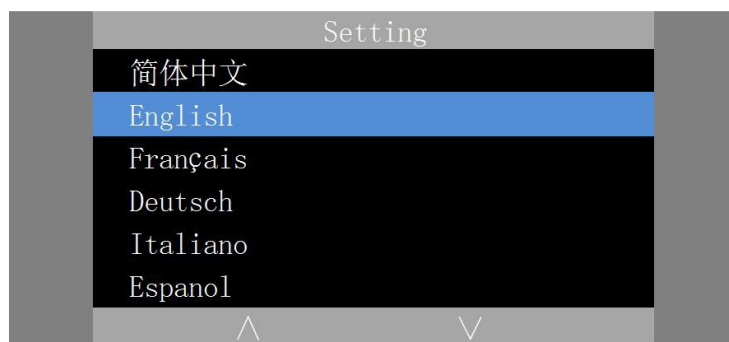 Setting
简体中文
English
Français
Deutsch
Italiano
Espanol